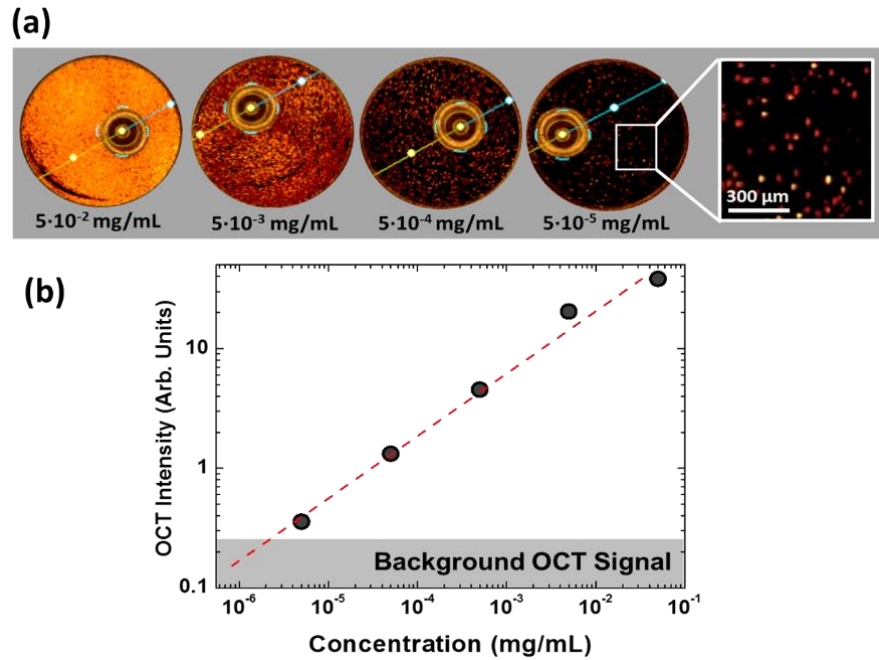 (a)
5·10⁻² mg/mL
5·10⁻³ mg/mL
5·10⁻⁴ mg/mL
5·10⁻⁵ mg/mL
300 μm
(b)
OCT Intensity (Arb. Units)
10
1
0.1
Background OCT Signal
10⁻⁶
10⁻⁵
10⁻⁴
10⁻³
10⁻²
10⁻¹
Concentration (mg/mL)